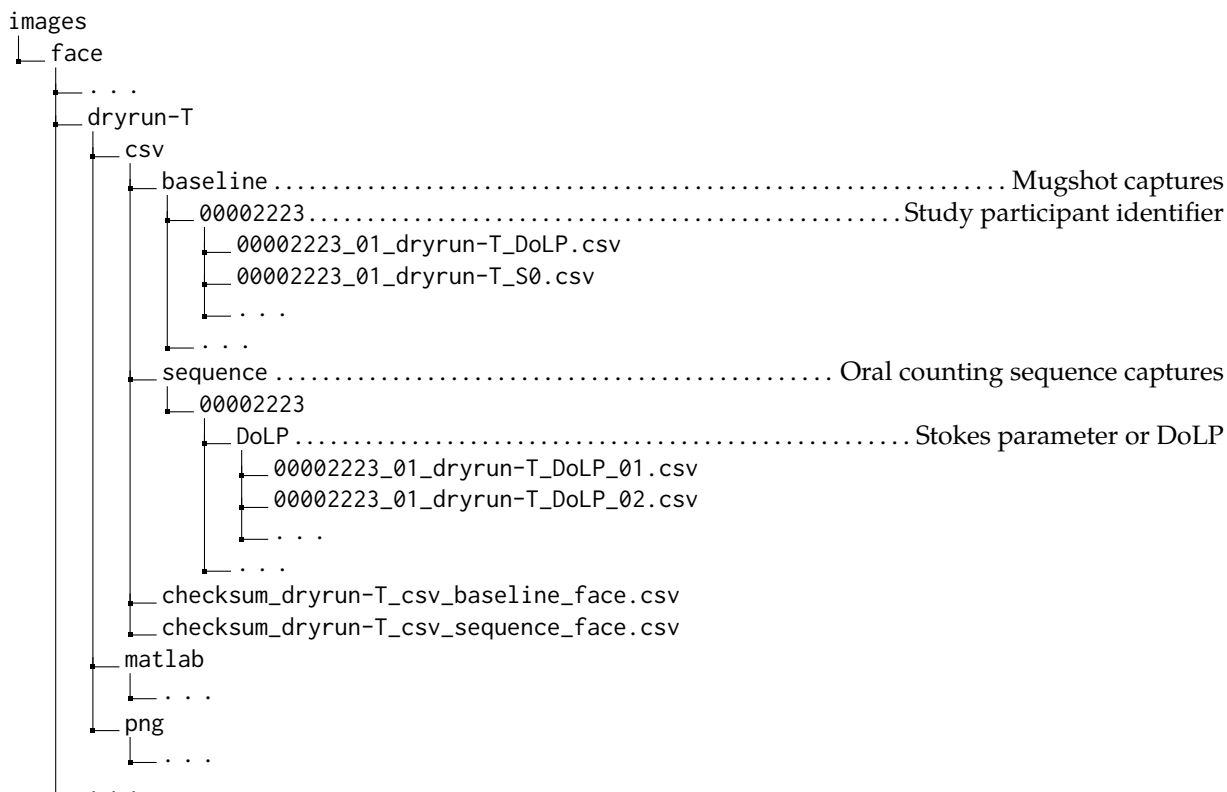 images
face
. . .
dryrun-T
csv
baseline ............................................................ Mugshot captures
00002223 .................................................. Study participant identifier
00002223_01_dryrun-T_DoLP.csv
00002223_01_dryrun-T_S0.csv
. . .
. . .
sequence ............................................... Oral counting sequence captures
00002223
DoLP .................................................... Stokes parameter or DoLP
00002223_01_dryrun-T_DoLP_01.csv
00002223_01_dryrun-T_DoLP_02.csv
. . .
. . .
checksum_dryrun-T_csv_baseline_face.csv
checksum_dryrun-T_csv_sequence_face.csv
matlab
. . .
png
. . .
. . .